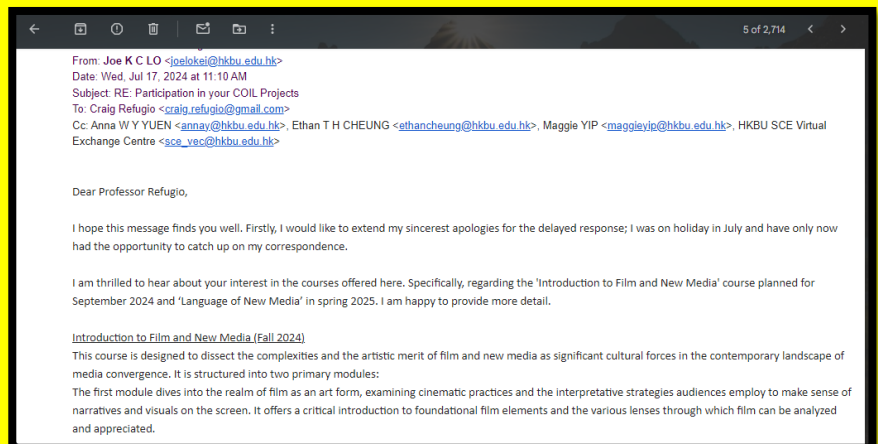 5 of 2,714
From: Joe K C LO <joelokei@hkbu.edu.hk>
Date: Wed, Jul 17, 2024 at 11:10 AM
Subject: RE: Participation in your COIL Projects
To: Craig Refugio <craig.refugio@gmail.com>
Cc: Anna W Y YUEN <annay@hkbu.edu.hk>, Ethan T H CHEUNG <ethancheung@hkbu.edu.hk>, Maggie YIP <maggieyip@hkbu.edu.hk>, HKBU SCE Virtual
Exchange Centre <sce_vec@hkbu.edu.hk>
Dear Professor Refugio,
I hope this message finds you well. Firstly, I would like to extend my sincerest apologies for the delayed response; I was on holiday in July and have only now
had the opportunity to catch up on my correspondence.
I am thrilled to hear about your interest in the courses offered here. Specifically, regarding the 'Introduction to Film and New Media' course planned for
September 2024 and ‘Language of New Media’ in spring 2025. I am happy to provide more detail.
Introduction to Film and New Media (Fall 2024)
This course is designed to dissect the complexities and the artistic merit of film and new media as significant cultural forces in the contemporary landscape of
media convergence. It is structured into two primary modules:
The first module dives into the realm of film as an art form, examining cinematic practices and the interpretative strategies audiences employ to make sense of
narratives and visuals on the screen. It offers a critical introduction to foundational film elements and the various lenses through which film can be analyzed
and appreciated.